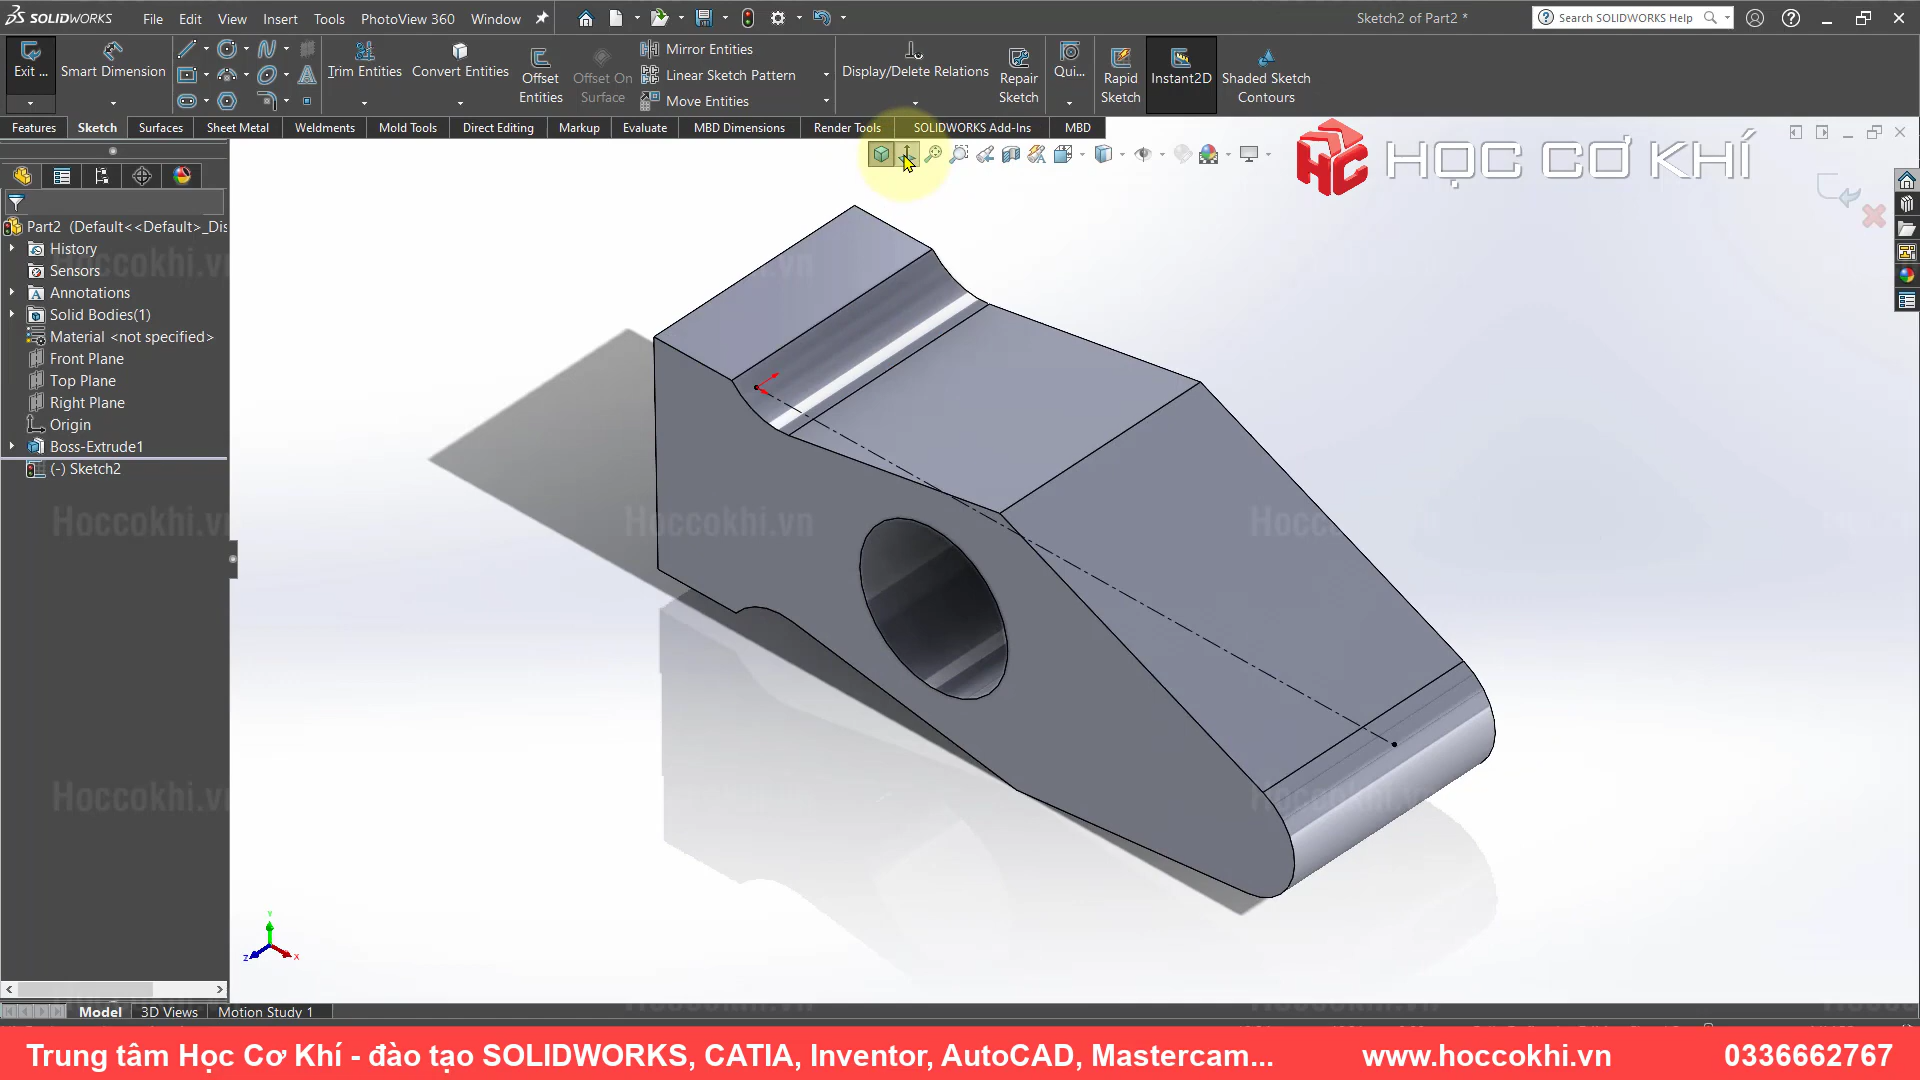 SOLIDWORKS File Edit View Insert Tools PhotoView 360 Window Sketch2 of Part2 * Search SOLIDWORKS Help
Exit ... Smart Dimension Trim Entities Convert Entities Offset Entities Offset On Surface Mirror Entities Display/Delete Relations Repair Sketch Qui... Rapid Sketch Instant2D Shaded Sketch Contours
Linear Sketch Pattern
Move Entities
Features Sketch Surfaces Sheet Metal Weldments Mold Tools Direct Editing Markup Evaluate MBD Dimensions Render Tools SOLIDWORKS Add-Ins MBD
HC HỌC CƠ KHÍ
Part2 (Default<<Default>_Dis
History
Sensors
Annotations
Solid Bodies(1)
Material <not specified>
Front Plane
Top Plane
Right Plane
Origin
Boss-Extrude1
(-) Sketch2
Hoccokhi.vn
Hoccokhi.vn
Y
Z X
Model 3D Views Motion Study 1
Trung tâm Học Cơ Khí - đào tạo SOLIDWORKS, CATIA, Inventor, AutoCAD, Mastercam... www.hoccokhi.vn 0336662767